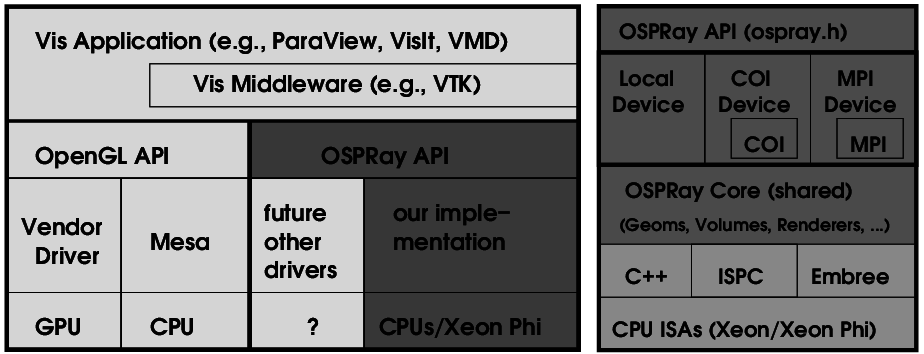 Vis Application (e.g., ParaView, VisIt, VMD)
Vis Middleware (e.g., VTK)
OpenGL API
OSPRay API
Vendor
Driver
Mesa
future
other
drivers
our imple-
mentation
GPU
CPU
?
CPUs/Xeon Phi
OSPRay API (ospray.h)
Local
Device
COI
Device
COI
MPI
Device
MPI
OSPRay Core (shared)
(Geoms, Volumes, Renderers, ...)
C++
ISPC
Embree
CPU ISAs (Xeon/Xeon Phi)